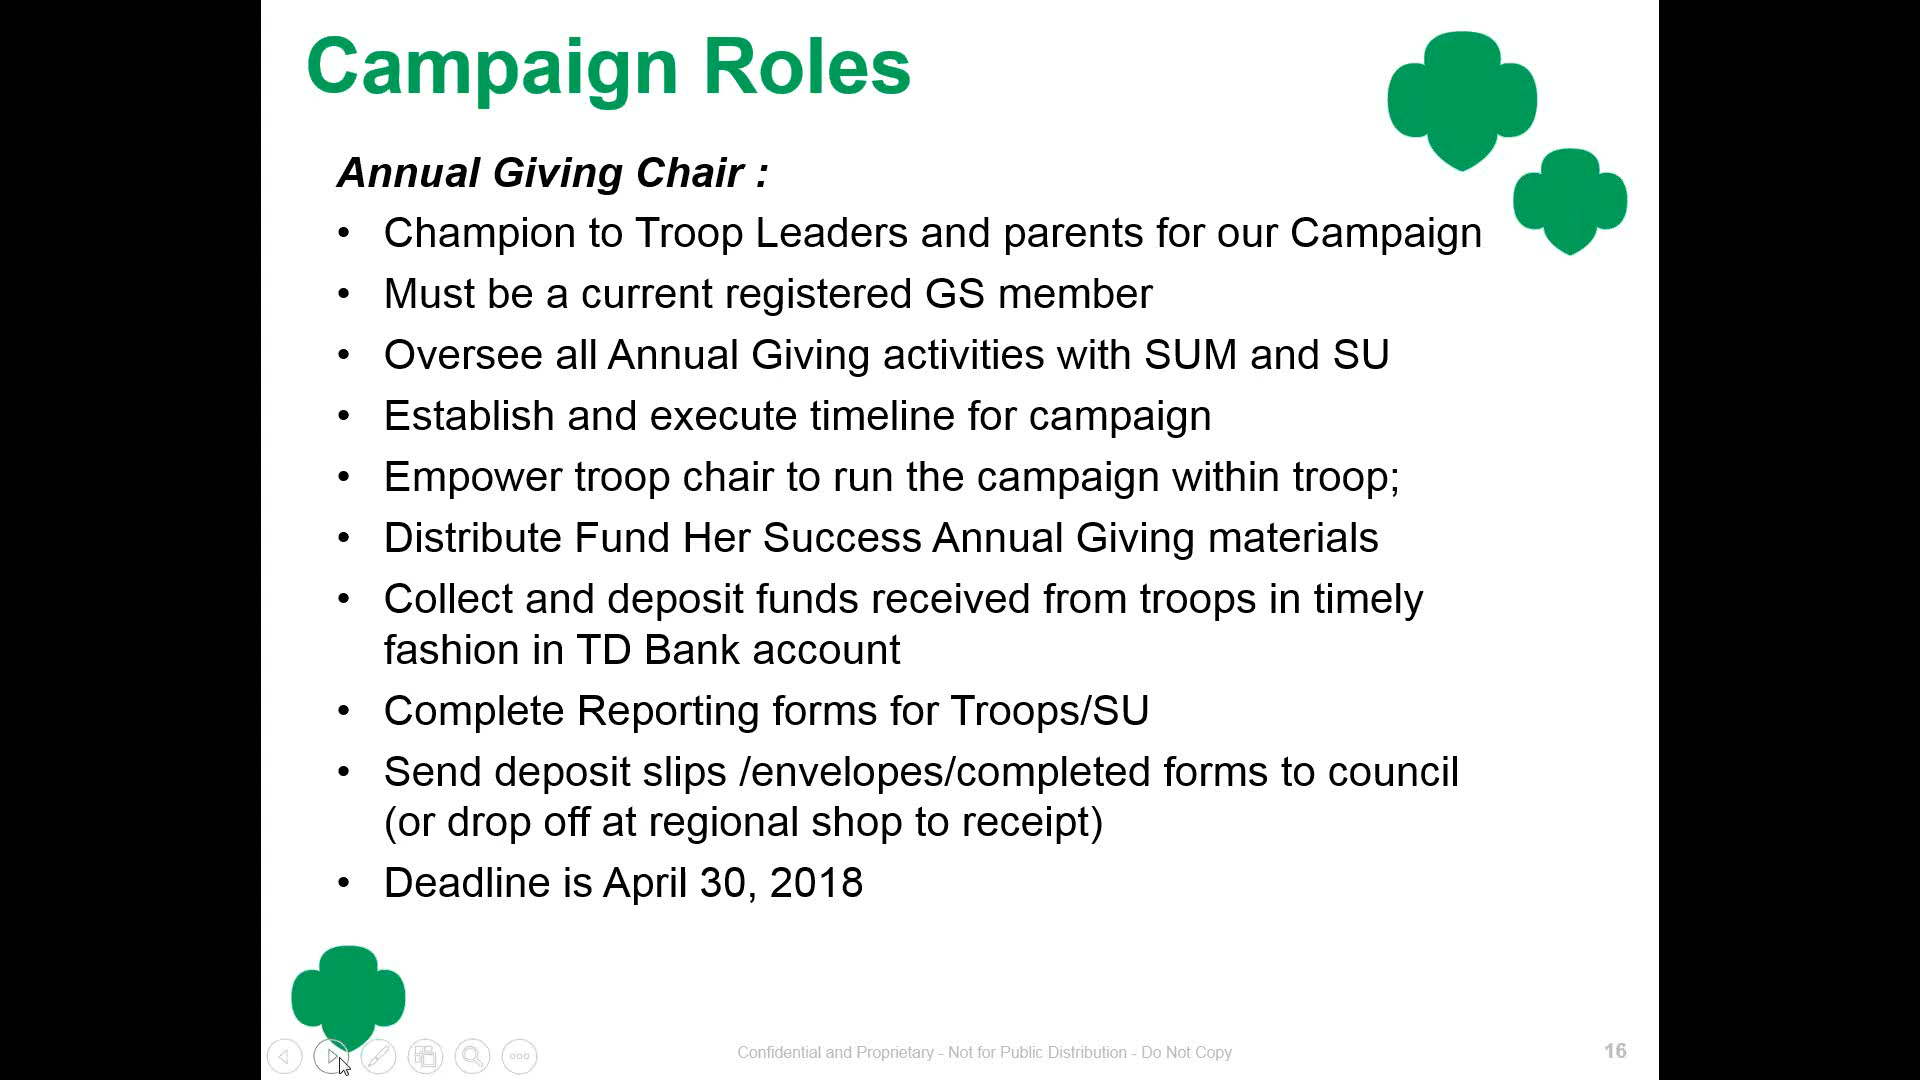 Campaign Roles
Annual Giving Chair :
• Champion to Troop Leaders and parents for our Campaign
• Must be a current registered GS member
• Oversee all Annual Giving activities with SUM and SU
• Establish and execute timeline for campaign
• Empower troop chair to run the campaign within troop;
• Distribute Fund Her Success Annual Giving materials
• Collect and deposit funds received from troops in timely
fashion in TD Bank account
• Complete Reporting forms for Troops/SU
• Send deposit slips /envelopes/completed forms to council
(or drop off at regional shop to receipt)
• Deadline is April 30, 2018
Confidential and Proprietary - Not for Public Distribution - Do Not Copy
16